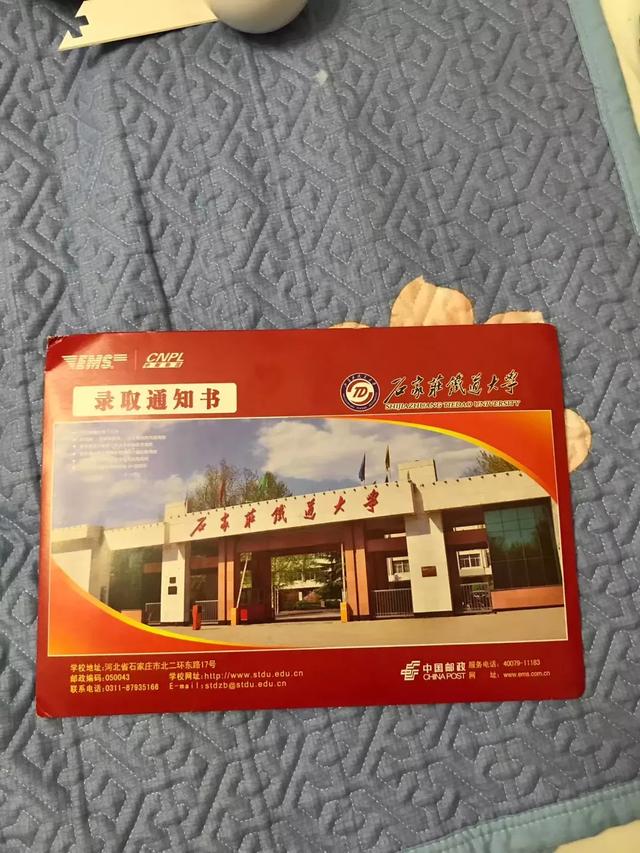 EMS
CNPL
录取通知书
石家庄铁道大学
SHIJIAZHUANG TIEDAO UNIVERSITY
石家庄铁道大学
学校地址:河北省石家庄市北二环东路17号
邮政编码:050043 学校网址:http://www.stdu.edu.cn
联系电话:0311-87935166 E-mail:stdzb@stdu.edu.cn
中国邮政
CHINA POST
服务电话:40079-11183
网 址:www.ems.com.cn